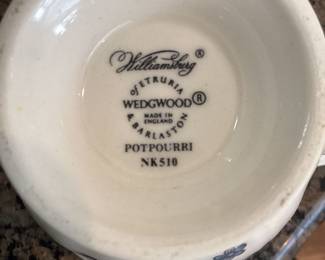 Williamsburg ®
OF ETRURIA
WEDGWOOD ®
MADE IN
ENGLAND
& BARLASTON
POTPOURRI
NK510